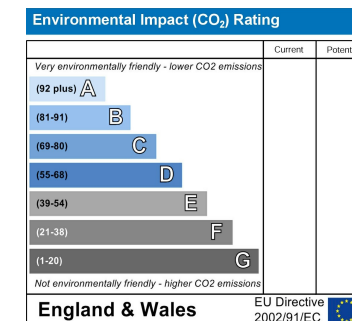 Environmental Impact (CO₂) Rating
Current
Very environmentally friendly - lower CO2 emissions
(92 plus) A
(81-91) B
(69-80) C
(55-68) D
(39-54) E
(21-38) F
(1-20) G
Not environmentally friendly - higher CO2 emissions
England & Wales
EU Directive
2002/91/EC